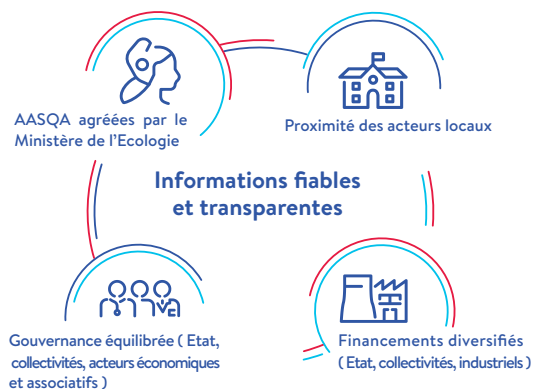 AASQA agréées par le
Ministère de l'Ecologie
Proximité des acteurs locaux
Informations fiables
et transparentes
Gouvernance équilibrée ( Etat,
collectivités, acteurs économiques
et associatifs )
Financements diversifiés
( Etat, collectivités, industriels )